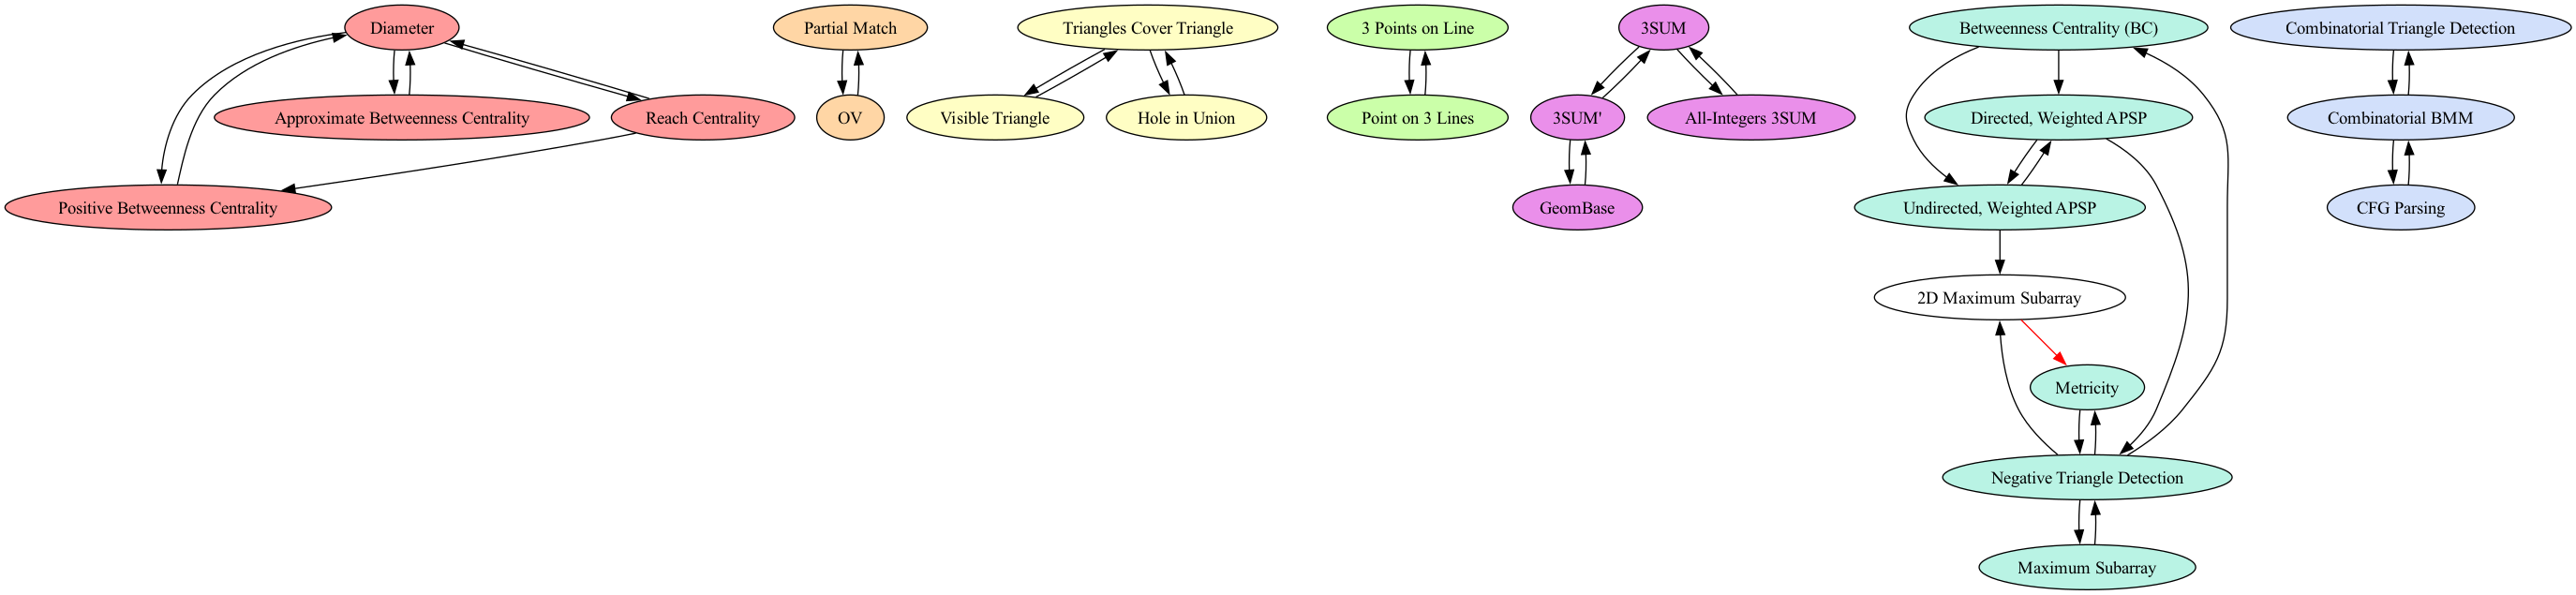 Diameter
Partial Match
Triangles Cover Triangle
3 Points on Line
3SUM
Betweenness Centrality (BC)
Combinatorial Triangle Detection
Approximate Betweenness Centrality
Reach Centrality
OV
Visible Triangle
Hole in Union
Point on 3 Lines
3SUM'
All-Integers 3SUM
Directed, Weighted APSP
Combinatorial BMM
Positive Betweenness Centrality
GeomBase
Undirected, Weighted APSP
CFG Parsing
2D Maximum Subarray
Metricity
Negative Triangle Detection
Maximum Subarray